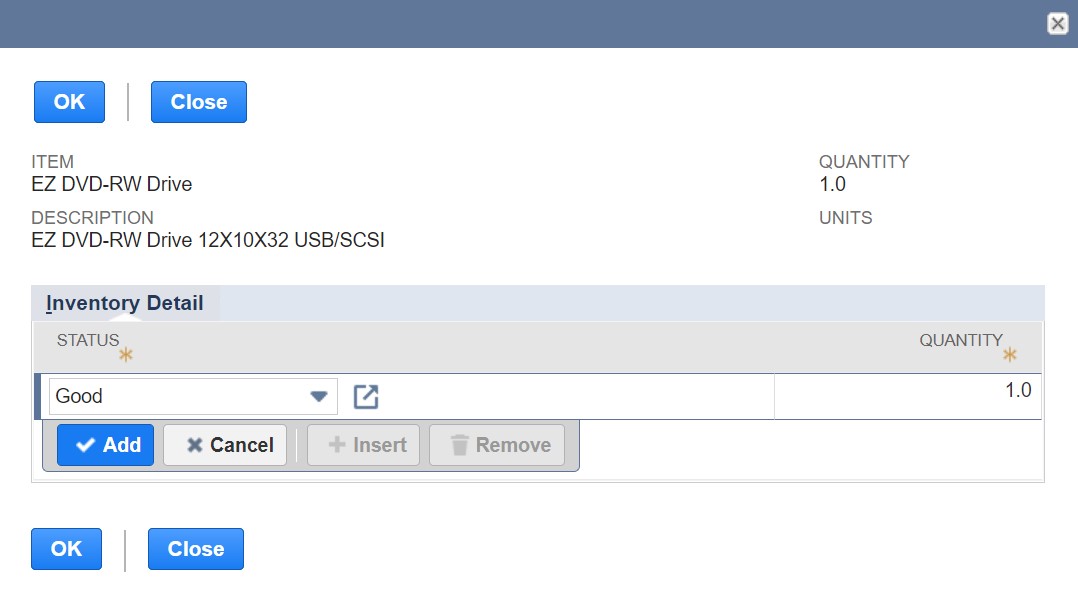 OK Close
ITEM QUANTITY
EZ DVD-RW Drive 1.0
DESCRIPTION UNITS
EZ DVD-RW Drive 12X10X32 USB/SCSI
Inventory Detail
STATUS QUANTITY
Good 1.0
Add Cancel Insert Remove
OK Close